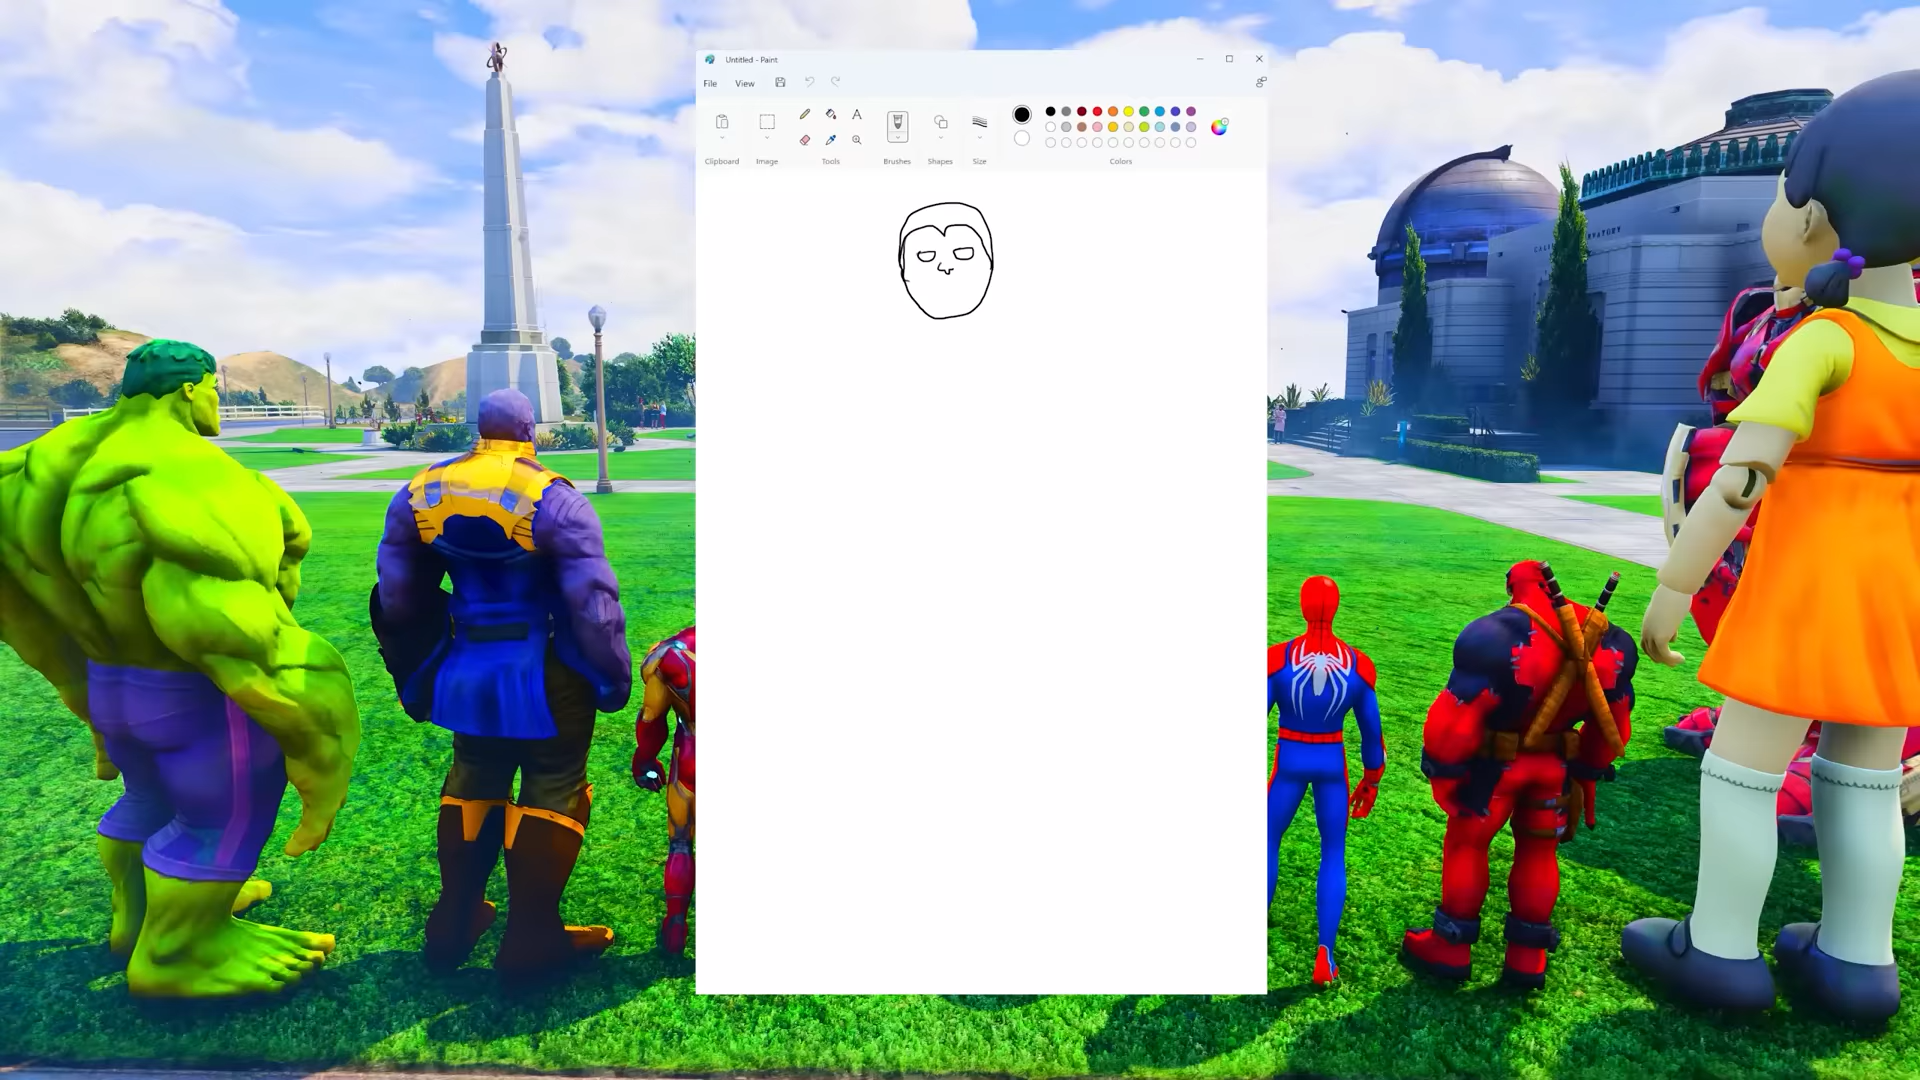 Untitled - Paint
File View
A
Clipboard Image Tools Brushes Shapes Size Colors